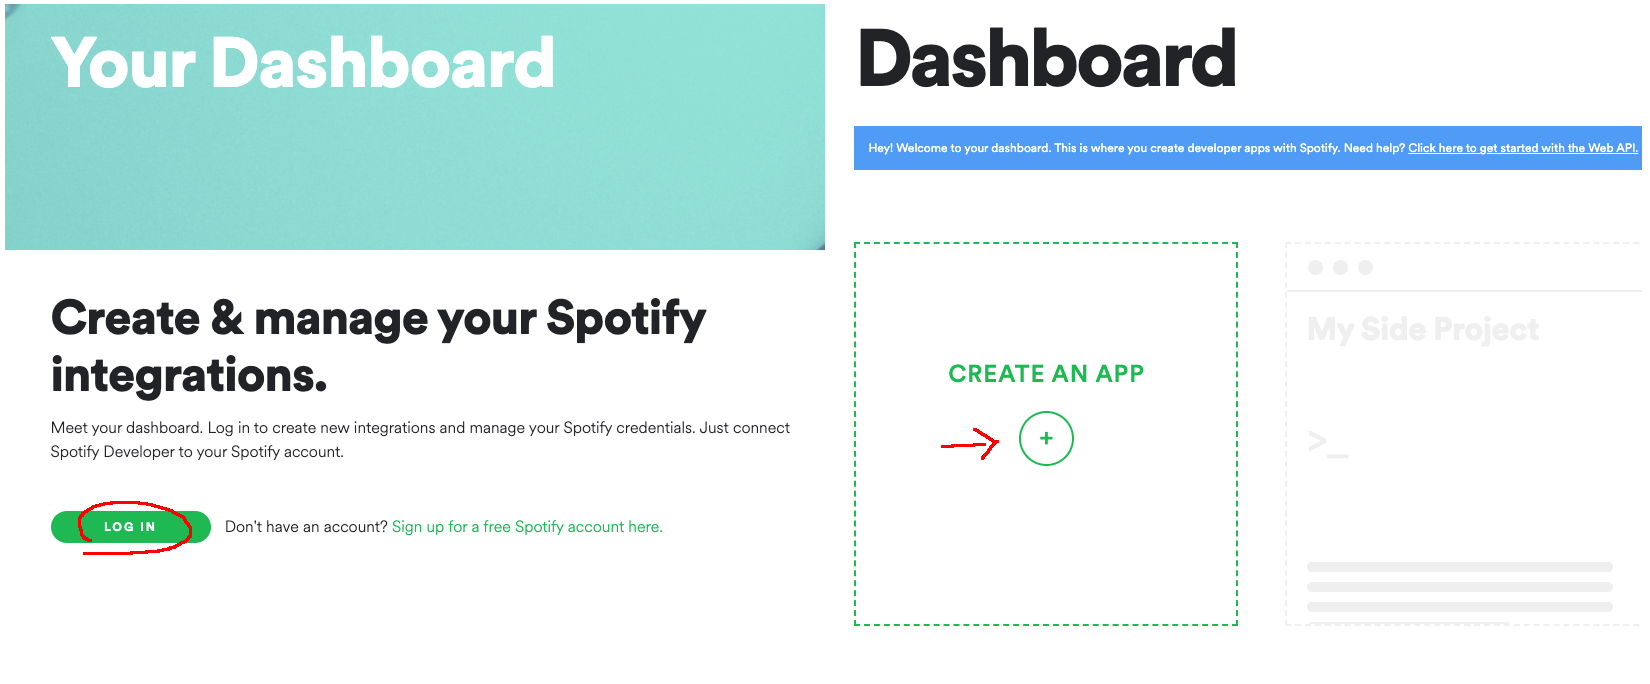 Your Dashboard
Create & manage your Spotify
integrations.
Meet your dashboard. Log in to create new integrations and manage your Spotify credentials. Just connect
Spotify Developer to your Spotify account.
LOG IN
Don't have an account? Sign up for a free Spotify account here.
Dashboard
Hey! Welcome to your dashboard. This is where you create developer apps with Spotify. Need help? Click here to get started with the Web API.
CREATE AN APP
+
My Side Project
>_